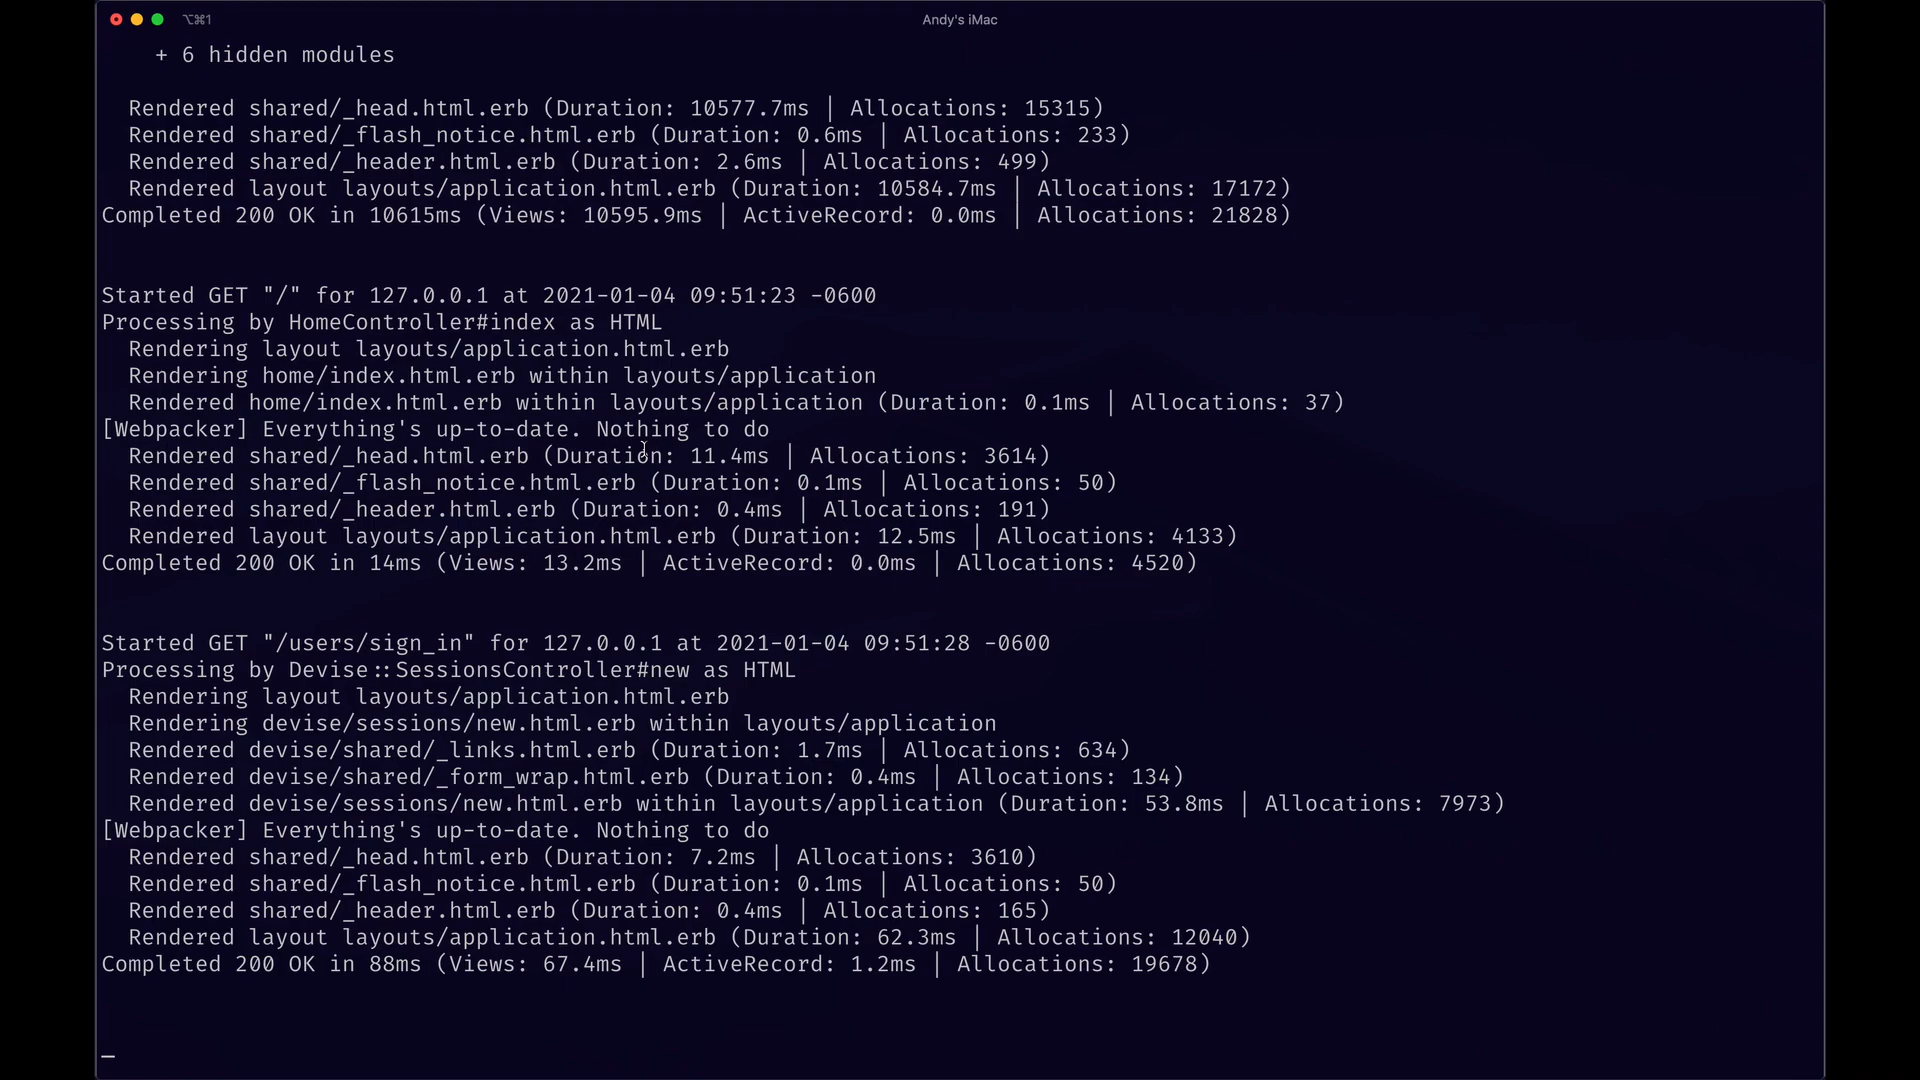 ⌥⌘1
Andy's iMac
+ 6 hidden modules
Rendered shared/_head.html.erb (Duration: 10577.7ms | Allocations: 15315)
Rendered shared/_flash_notice.html.erb (Duration: 0.6ms | Allocations: 233)
Rendered shared/_header.html.erb (Duration: 2.6ms | Allocations: 499)
Rendered layout layouts/application.html.erb (Duration: 10584.7ms | Allocations: 17172)
Completed 200 OK in 10615ms (Views: 10595.9ms | ActiveRecord: 0.0ms | Allocations: 21828)
Started GET "/" for 127.0.0.1 at 2021-01-04 09:51:23 -0600
Processing by HomeController#index as HTML
Rendering layout layouts/application.html.erb
Rendering home/index.html.erb within layouts/application
Rendered home/index.html.erb within layouts/application (Duration: 0.1ms | Allocations: 37)
[Webpacker] Everything's up-to-date. Nothing to do
Rendered shared/_head.html.erb (Duration: 11.4ms | Allocations: 3614)
Rendered shared/_flash_notice.html.erb (Duration: 0.1ms | Allocations: 50)
Rendered shared/_header.html.erb (Duration: 0.4ms | Allocations: 191)
Rendered layout layouts/application.html.erb (Duration: 12.5ms | Allocations: 4133)
Completed 200 OK in 14ms (Views: 13.2ms | ActiveRecord: 0.0ms | Allocations: 4520)
Started GET "/users/sign_in" for 127.0.0.1 at 2021-01-04 09:51:28 -0600
Processing by Devise::SessionsController#new as HTML
Rendering layout layouts/application.html.erb
Rendering devise/sessions/new.html.erb within layouts/application
Rendered devise/shared/_links.html.erb (Duration: 1.7ms | Allocations: 634)
Rendered devise/shared/_form_wrap.html.erb (Duration: 0.4ms | Allocations: 134)
Rendered devise/sessions/new.html.erb within layouts/application (Duration: 53.8ms | Allocations: 7973)
[Webpacker] Everything's up-to-date. Nothing to do
Rendered shared/_head.html.erb (Duration: 7.2ms | Allocations: 3610)
Rendered shared/_flash_notice.html.erb (Duration: 0.1ms | Allocations: 50)
Rendered shared/_header.html.erb (Duration: 0.4ms | Allocations: 165)
Rendered layout layouts/application.html.erb (Duration: 62.3ms | Allocations: 12040)
Completed 200 OK in 88ms (Views: 67.4ms | ActiveRecord: 1.2ms | Allocations: 19678)